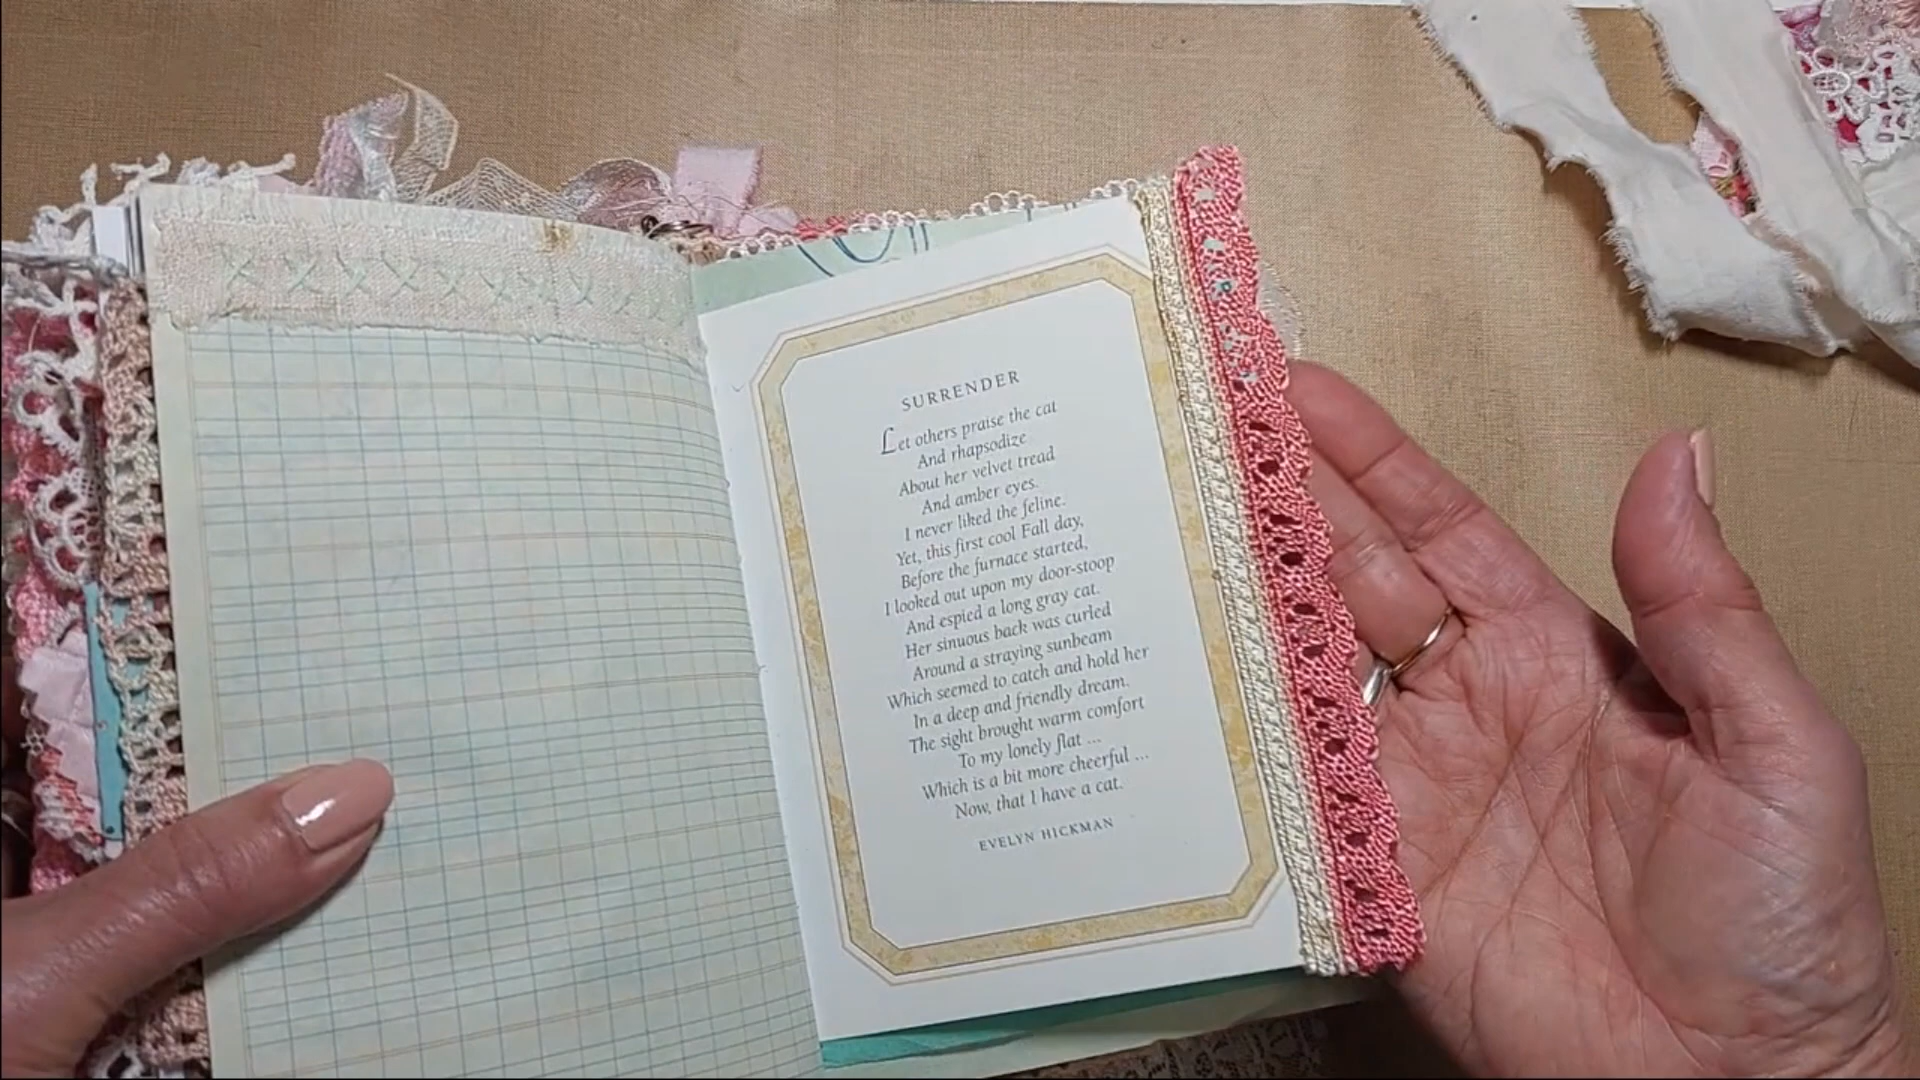 SURRENDER
Let others praise the cat
And rhapsodize
About her velvet tread
And amber eyes.
I never liked the feline.
Yet, this first cool Fall day,
Before the furnace started,
I looked out upon my door-stoop
And espied a long gray cat.
Her sinuous back was curled
Around a straying sunbeam
Which seemed to catch and hold her
In a deep and friendly dream.
The sight brought warm comfort
To my lonely flat ...
Which is a bit more cheerful ...
Now, that I have a cat.
EVELYN HICKMAN